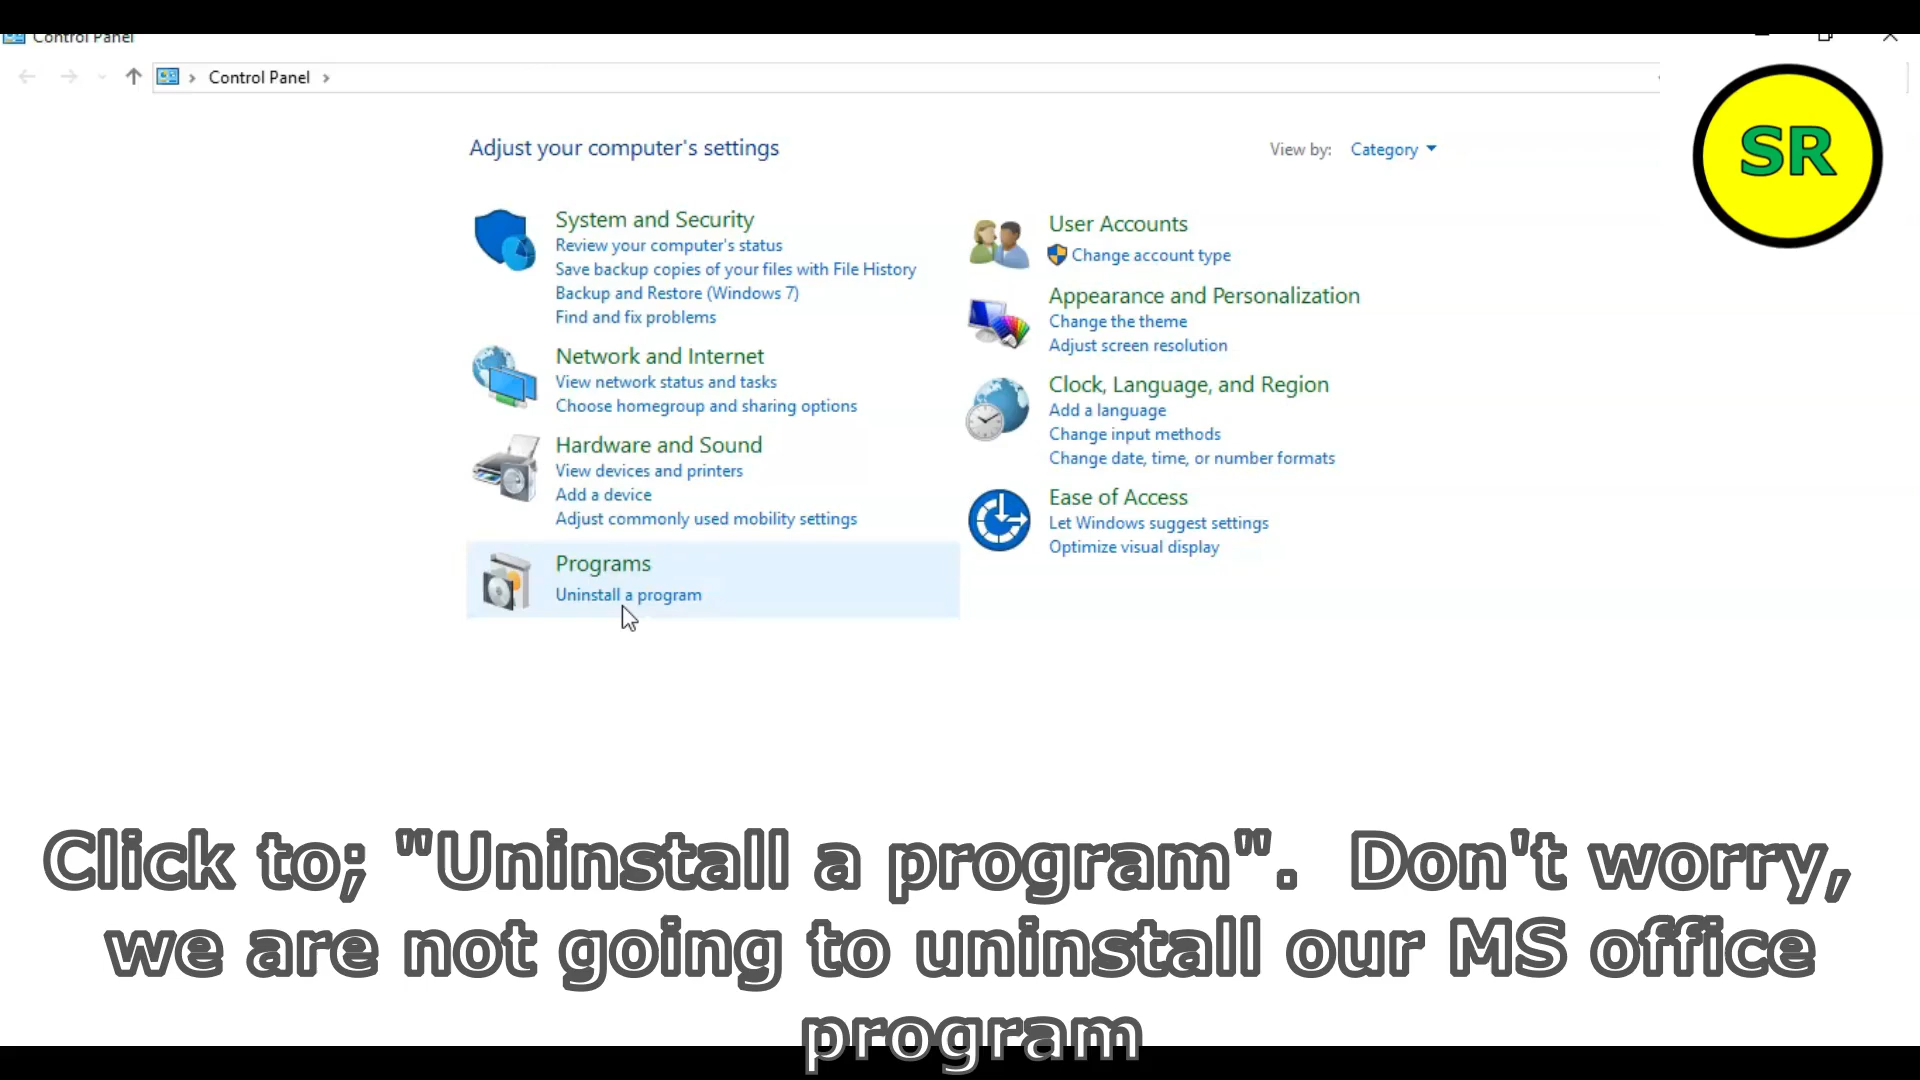 Control Panel
Control Panel
Adjust your computer's settings
View by: Category
SR
System and Security
Review your computer's status
Save backup copies of your files with File History
Backup and Restore (Windows 7)
Find and fix problems
Network and Internet
View network status and tasks
Choose homegroup and sharing options
Hardware and Sound
View devices and printers
Add a device
Adjust commonly used mobility settings
Programs
Uninstall a program
User Accounts
Change account type
Appearance and Personalization
Change the theme
Adjust screen resolution
Clock, Language, and Region
Add a language
Change input methods
Change date, time, or number formats
Ease of Access
Let Windows suggest settings
Optimize visual display
Click to; "Uninstall a program". Don't worry,
we are not going to uninstall our MS office
program